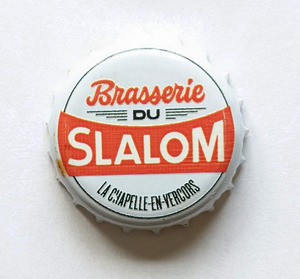 Brasserie
DU
SLALOM
LA CHAPELLE-EN-VERCORS